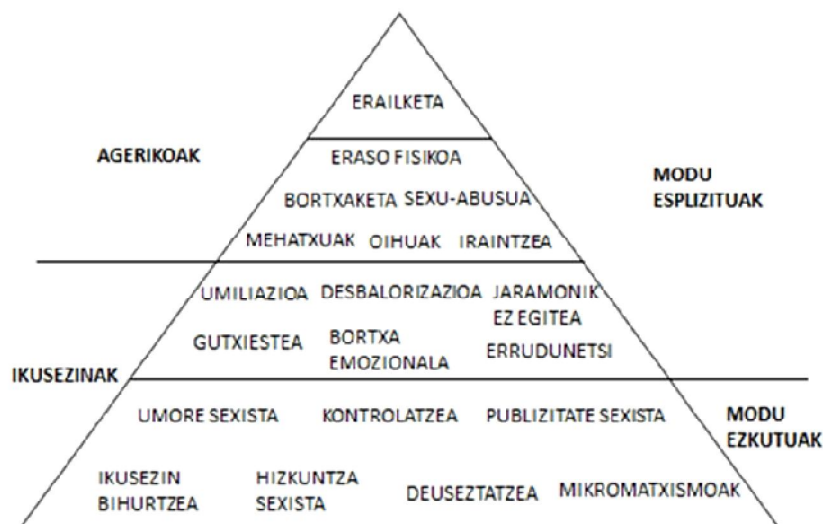 ERAILKETA
AGERIKOAK
ERASO FISIKOA
MODU
ESPLIZITUAK
BORTXAKETA SEXU-ABUSUA
MEHATXUAK OIHUAK IRAINTZEA
UMILIAZIOA DESBALORIZAZIOA JARAMONIK
EZ EGITEA
GUTXIESTEA BORTXA
EMOZIONALA ERRUDUNETSI
IKUSEZINAK
UMORE SEXISTA KONTROLATZEA PUBLIZITATE SEXISTA
MODU
EZKUTUAK
IKUSEZIN
BIHURTZEA
HIZKUNTZA
SEXISTA
DEUSEZTATZEA MIKROMATXISMOAK